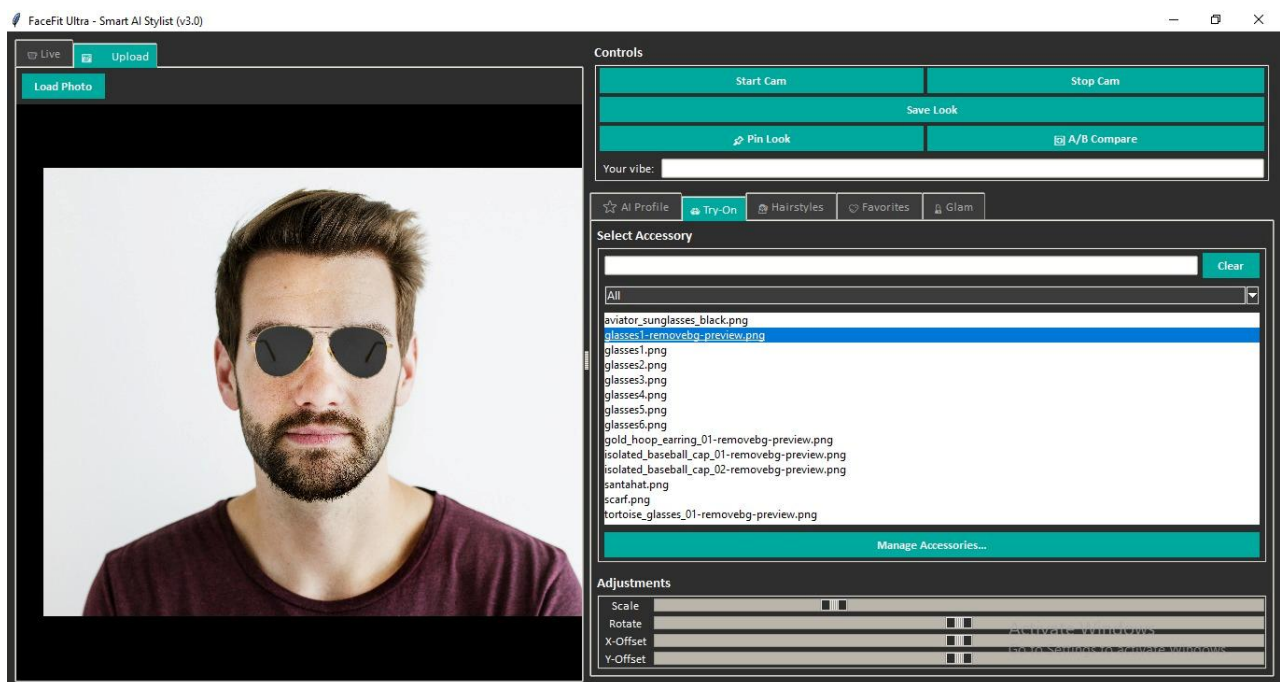 FaceFit Ultra - Smart AI Stylist (v3.0)
Live
Upload
Load Photo
Controls
Start Cam
Stop Cam
Save Look
Pin Look
A/B Compare
Your vibe:
AI Profile
Try-On
Hairstyles
Favorites
Glam
Select Accessory
Clear
All
aviator_sunglasses_black.png
glasses1-removebg-preview.png
glasses1.png
glasses2.png
glasses3.png
glasses4.png
glasses5.png
glasses6.png
gold_hoop_earring_01-removebg-preview.png
isolated_baseball_cap_01-removebg-preview.png
isolated_baseball_cap_02-removebg-preview.png
santahat.png
scarf.png
tortoise_glasses_01-removebg-preview.png
Manage Accessories...
Adjustments
Scale
Rotate
X-Offset
Y-Offset
Activate Windows
Go to Settings to activate Windows.